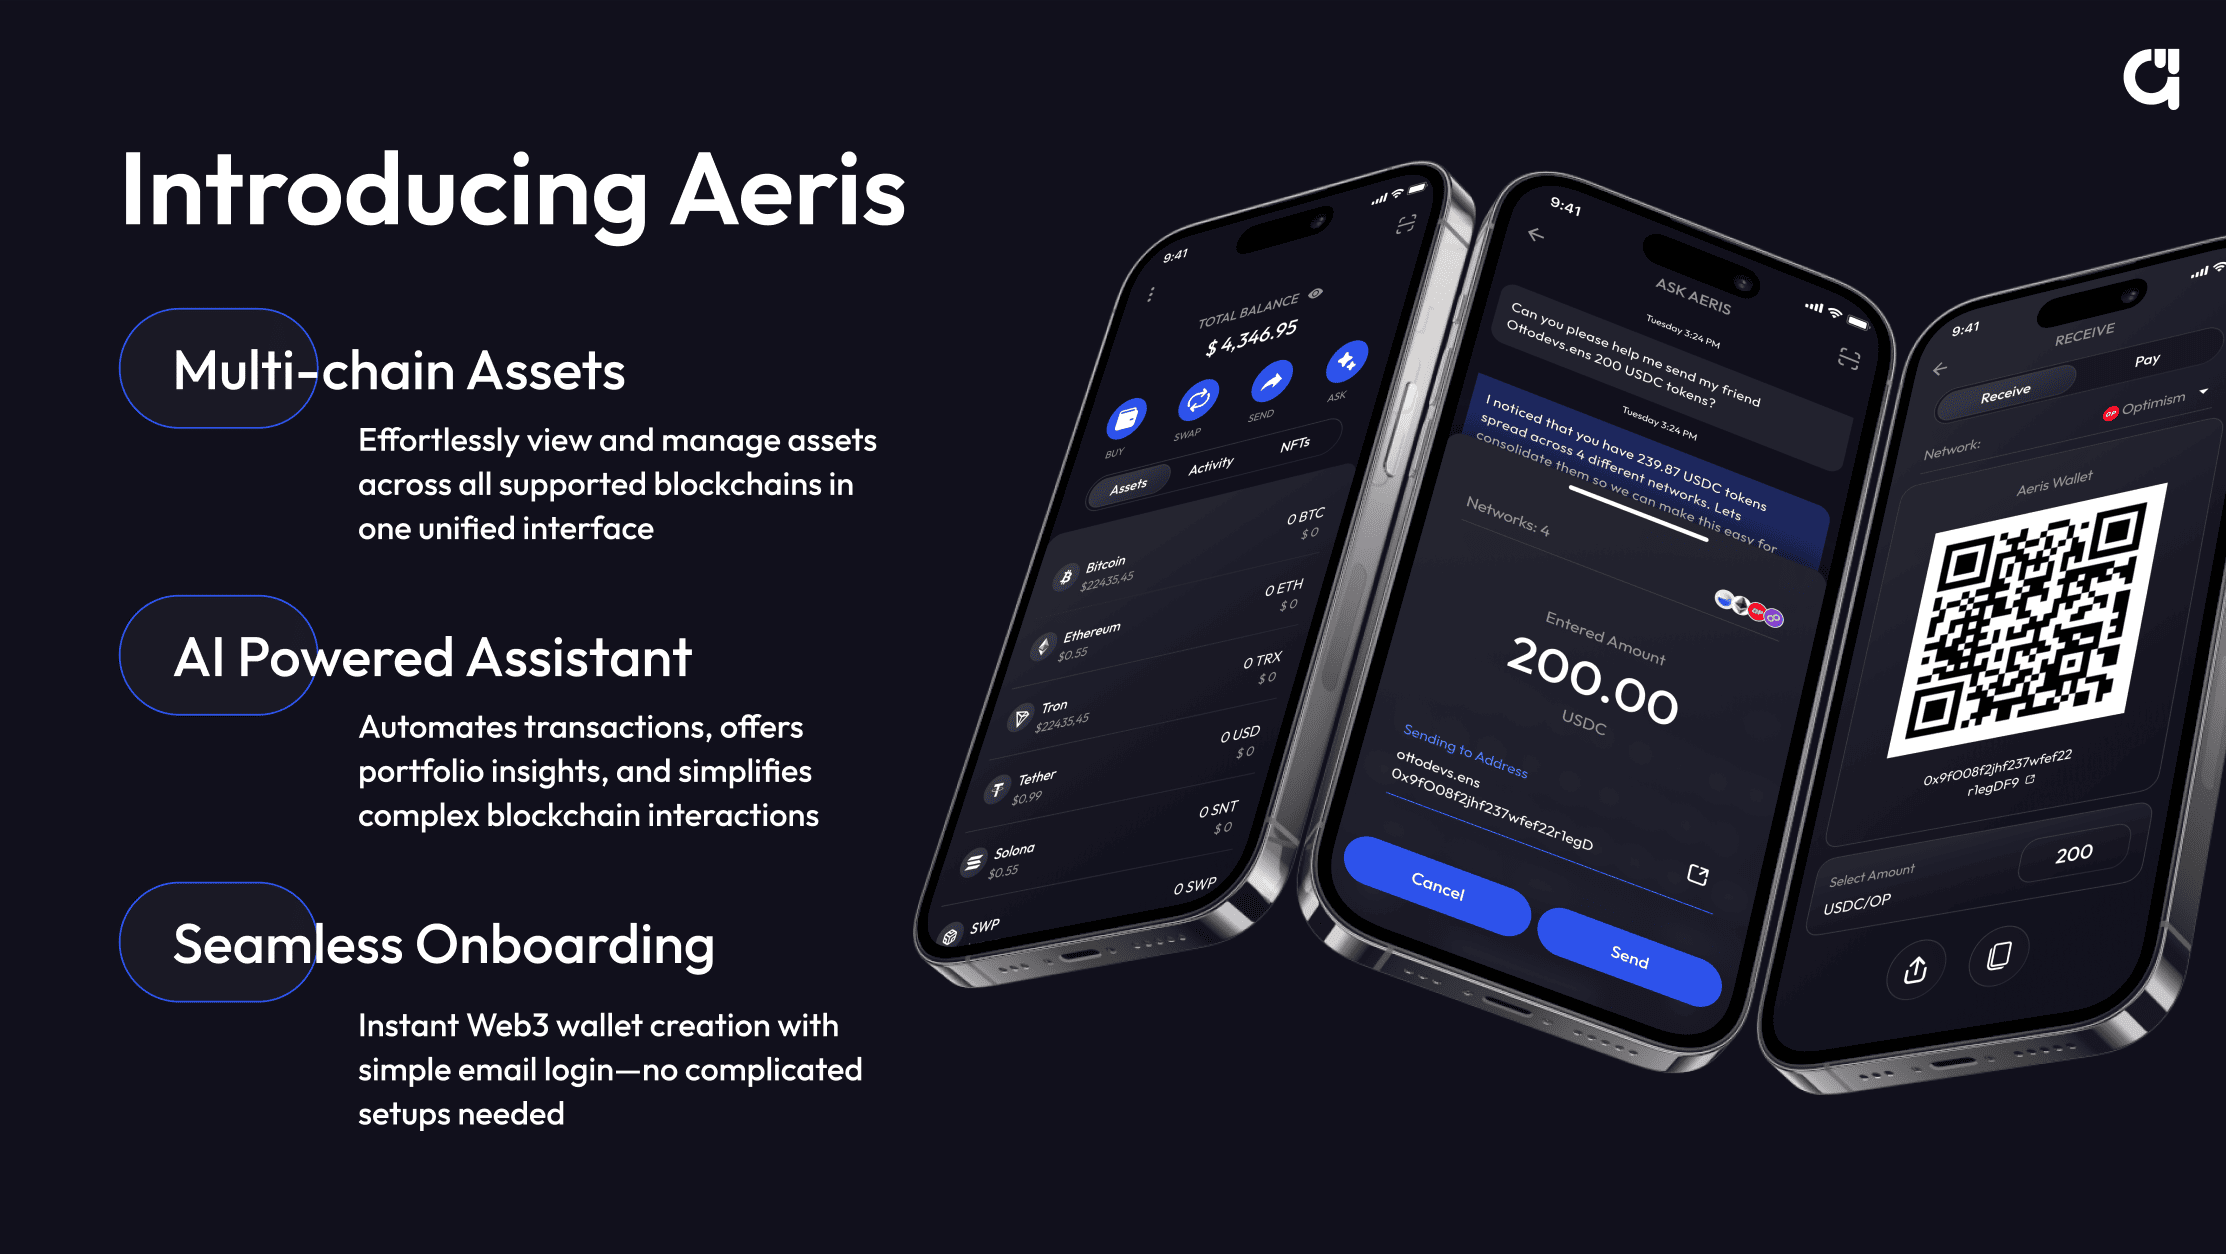 Introducing Aeris
Multi-chain Assets
Effortlessly view and manage assets
across all supported blockchains in
one unified interface
AI Powered Assistant
Automates transactions, offers
portfolio insights, and simplifies
complex blockchain interactions
Seamless Onboarding
Instant Web3 wallet creation with
simple email login—no complicated
setups needed
9:41
TOTAL BALANCE
$ 4,346.95
BUY
SWAP
SEND
ASK
Assets
Activity
NFTs
Bitcoin
$22435,45
0 BTC
$ 0
Ethereum
$0.55
0 ETH
$ 0
Tron
$22435,45
0 TRX
$ 0
Tether
$0.99
0 USD
$ 0
Solona
$0.55
0 SNT
$ 0
SWP
0 SWP
9:41
ASK AERIS
Tuesday 3:24 PM
Can you please help me send my friend
Ottodevs.ens 200 USDC tokens?
Tuesday 3:24 PM
I noticed that you have 239.87 USDC tokens
spread across 4 different networks. Lets
consolidate them so we can make this easy for
Networks: 4
OP
Entered Amount
200.00
USDC
Sending to Address
ottodevs.ens
0x9fO08f2jhf237wfef22r1egD
Cancel
Send
9:41
RECEIVE
Receive
Pay
Network:
OP Optimism
Aeris Wallet
0x9fO08f2jhf237wfef22
r1egDF9
Select Amount
USDC/OP
200